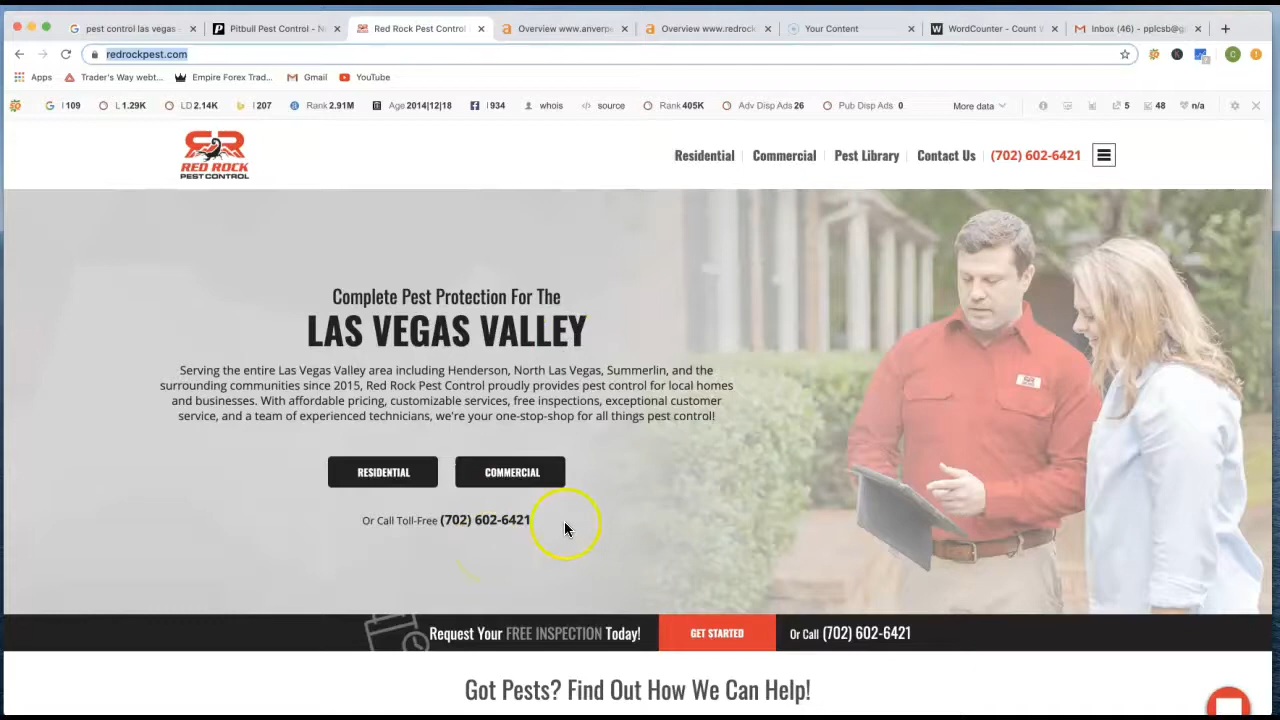 pest control las vegas
Pitbull Pest Control - N
Red Rock Pest Control
Overview www.anverpe
Overview www.redrock
Your Content
WordCounter - Count W
Inbox (46) - pplcsb@g
redrockpest.com
Apps
Trader's Way webt...
Empire Forex Trad...
Gmail
YouTube
I 109
L 1.29K
LD 2.14K
I 207
Rank 2.91M
Age 2014|12|18
I 934
whois
source
Rank 405K
Adv Disp Ads 26
Pub Disp Ads 0
More data
5
48
n/a
RED ROCK
PEST CONTROL
Residential
Commercial
Pest Library
Contact Us
(702) 602-6421
Complete Pest Protection For The
LAS VEGAS VALLEY
Serving the entire Las Vegas Valley area including Henderson, North Las Vegas, Summerlin, and the
surrounding communities since 2015, Red Rock Pest Control proudly provides pest control for local homes
and businesses. With affordable pricing, customizable services, free inspections, exceptional customer
service, and a team of experienced technicians, we're your one-stop-shop for all things pest control!
RESIDENTIAL
COMMERCIAL
Or Call Toll-Free (702) 602-6421
Request Your FREE INSPECTION Today!
GET STARTED
Or Call (702) 602-6421
Got Pests? Find Out How We Can Help!